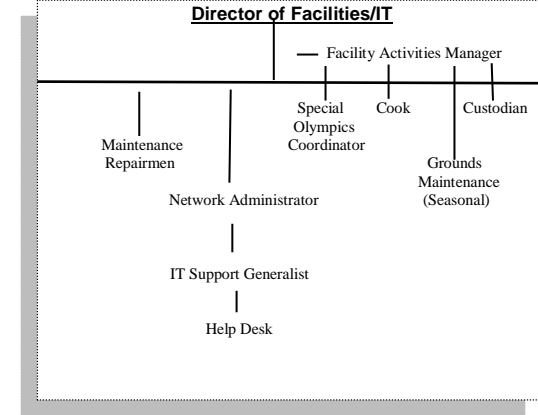 Director of Facilities/IT
Facility Activities Manager
Special
Olympics
Coordinator
Cook
Custodian
Maintenance
Repairmen
Grounds
Maintenance
(Seasonal)
Network Administrator
IT Support Generalist
Help Desk